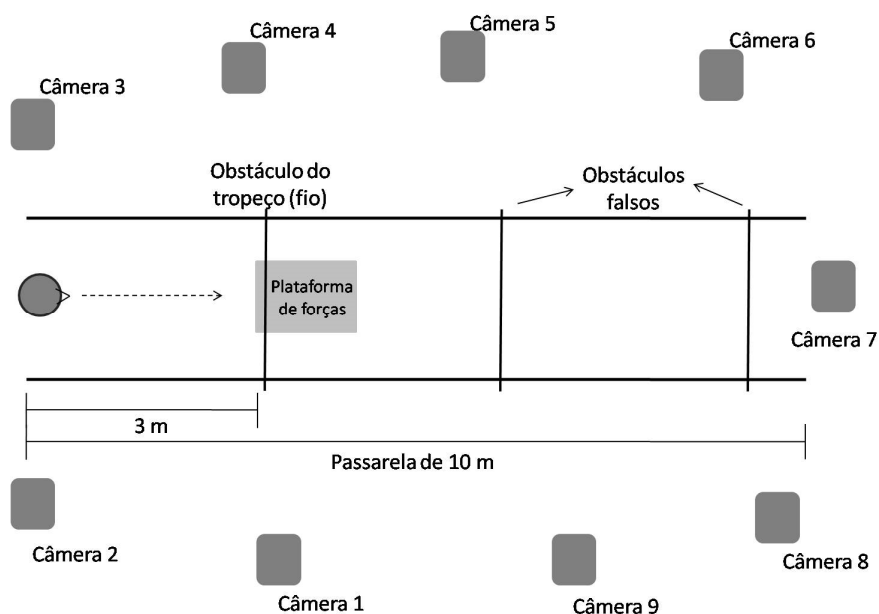 Câmera 4
Câmera 5
Câmera 6
Câmera 3
Obstáculo do
tropeço (fio)
Obstáculos
falsos
Plataforma
de forças
Câmera 7
3 m
Passarela de 10 m
Câmera 2
Câmera 1
Câmera 9
Câmera 8